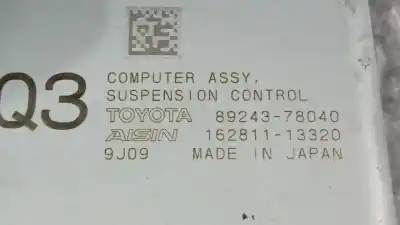 Q3
COMPUTER ASSY,
SUSPENSION CONTROL
TOYOTA 89243-78040
AISIN 162811-13320
9J09 MADE IN JAPAN